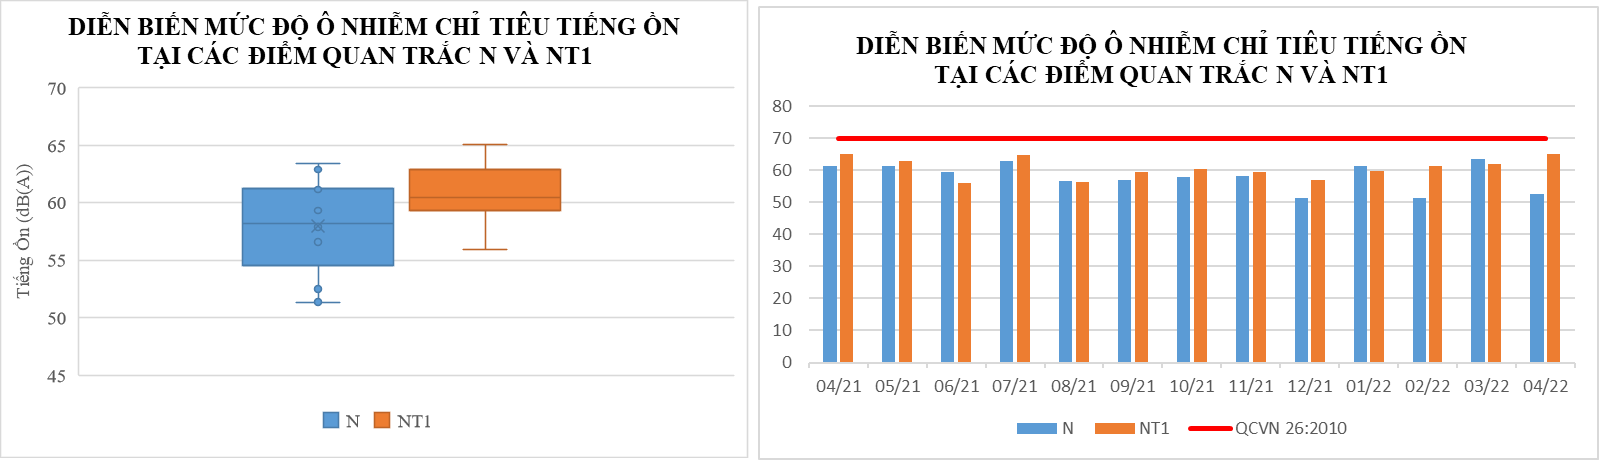 DIỄN BIẾN MỨC ĐỘ Ô NHIỄM CHỈ TIÊU TIẾNG ỒN
TẠI CÁC ĐIỂM QUAN TRẮC N VÀ NT1
70
65
60
55
50
45
Tiếng Ồn (dB(A))
N NT1
DIỄN BIẾN MỨC ĐỘ Ô NHIỄM CHỈ TIÊU TIẾNG ỒN
TẠI CÁC ĐIỂM QUAN TRẮC N VÀ NT1
80
70
60
50
40
30
20
10
0
04/21 05/21 06/21 07/21 08/21 09/21 10/21 11/21 12/21 01/22 02/22 03/22 04/22
N NT1 QCVN 26:2010